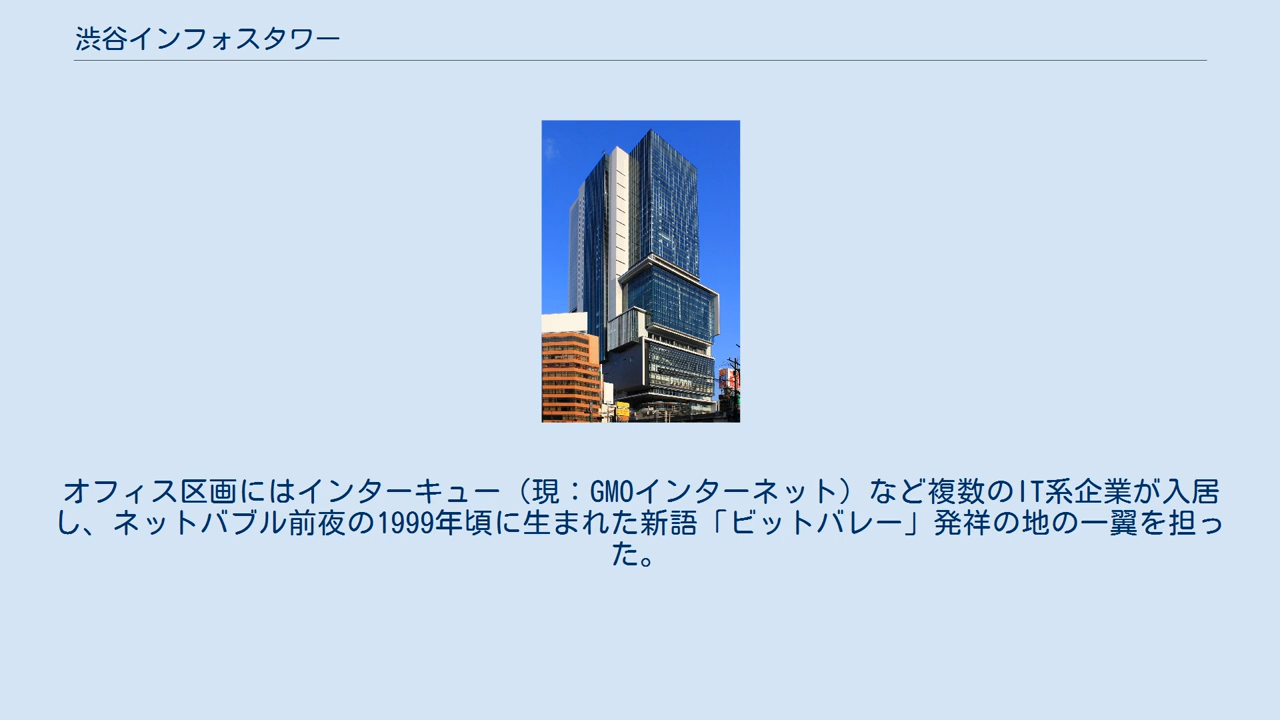 渋谷インフォスタワー
オフィス区画にはインターキュー（現：GMOインターネット）など複数のIT系企業が入居
し、ネットバブル前夜の1999年頃に生まれた新語「ビットバレー」発祥の地の一翼を担っ
た。